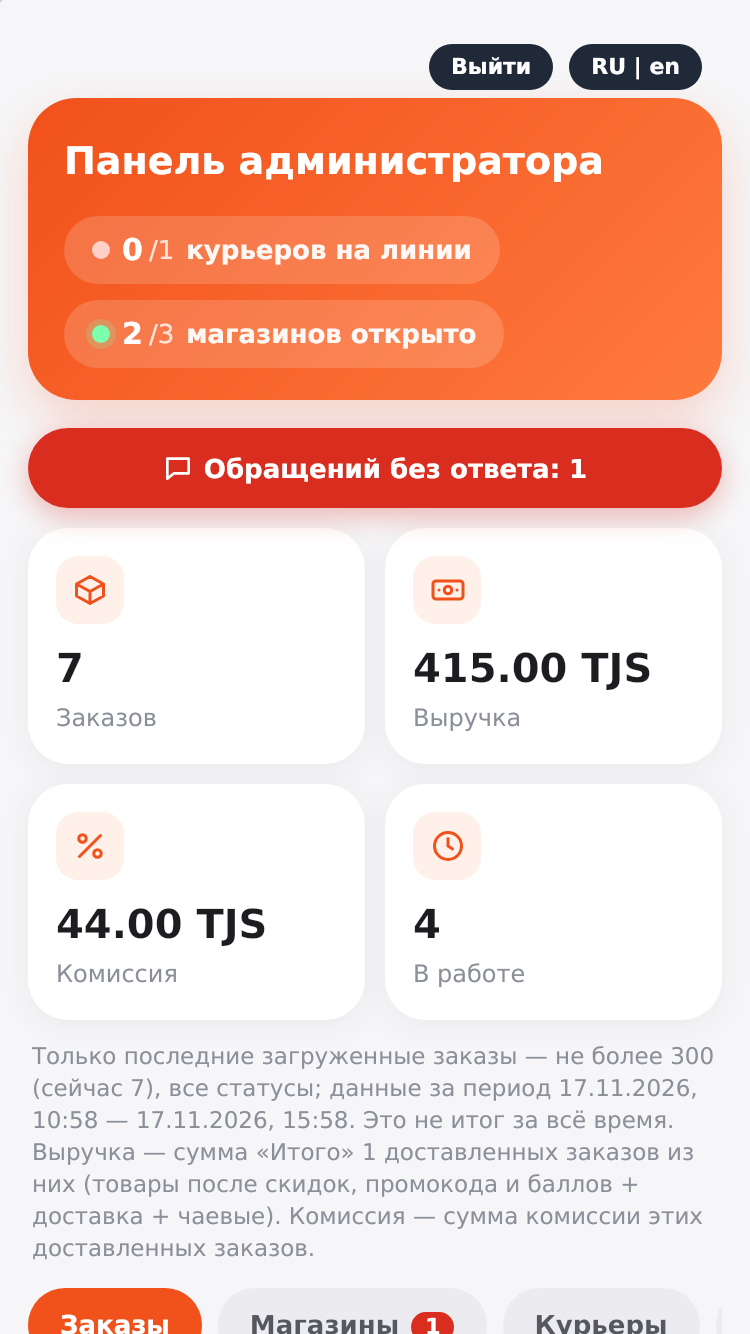 Выйти
RU | en
Панель администратора
0 /1 курьеров на линии
2 /3 магазинов открыто
Обращений без ответа: 1
7
Заказов
415.00 TJS
Выручка
44.00 TJS
Комиссия
4
В работе
Только последние загруженные заказы — не более 300
(сейчас 7), все статусы; данные за период 17.11.2026,
10:58 — 17.11.2026, 15:58. Это не итог за всё время.
Выручка — сумма «Итого» 1 доставленных заказов из
них (товары после скидок, промокода и баллов +
доставка + чаевые). Комиссия — сумма комиссии этих
доставленных заказов.
Заказы
Магазины 1
Курьеры